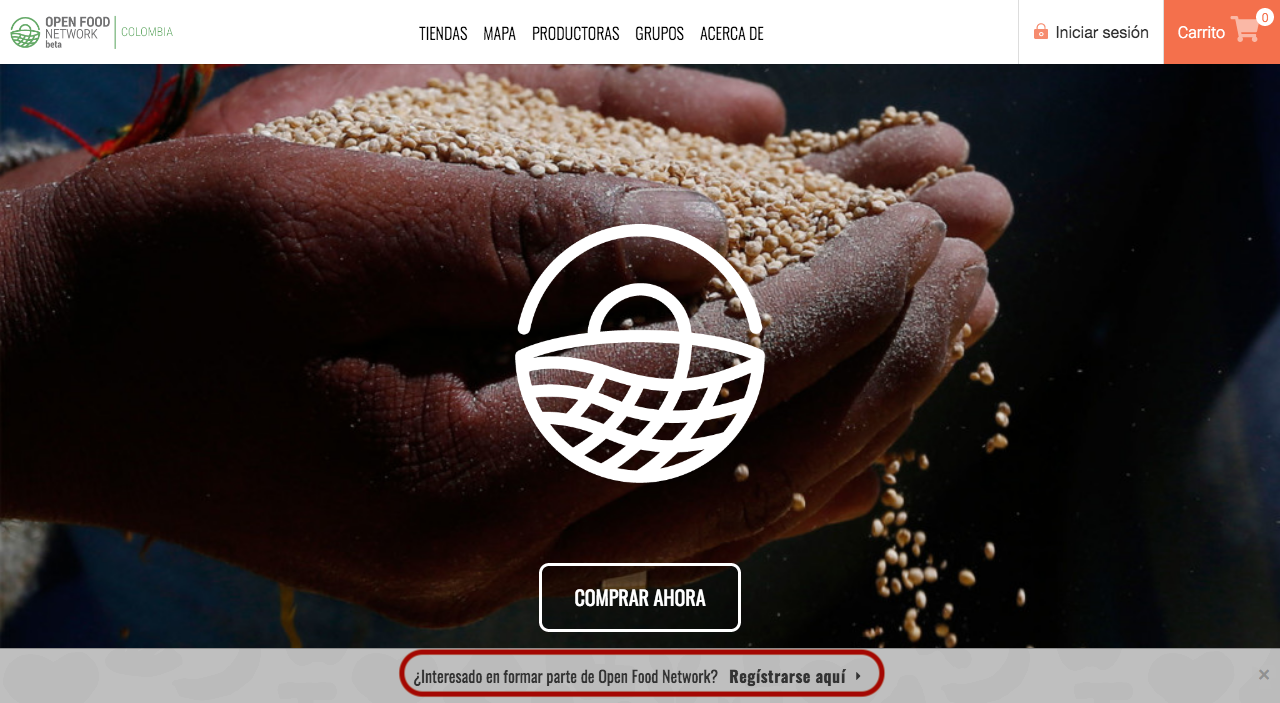 OPEN FOOD
NETWORK
beta
COLOMBIA
TIENDAS MAPA PRODUCTORAS GRUPOS ACERCA DE
Iniciar sesión
Carrito
0
COMPRAR AHORA
¿Interesado en formar parte de Open Food Network? Regístrarse aquí